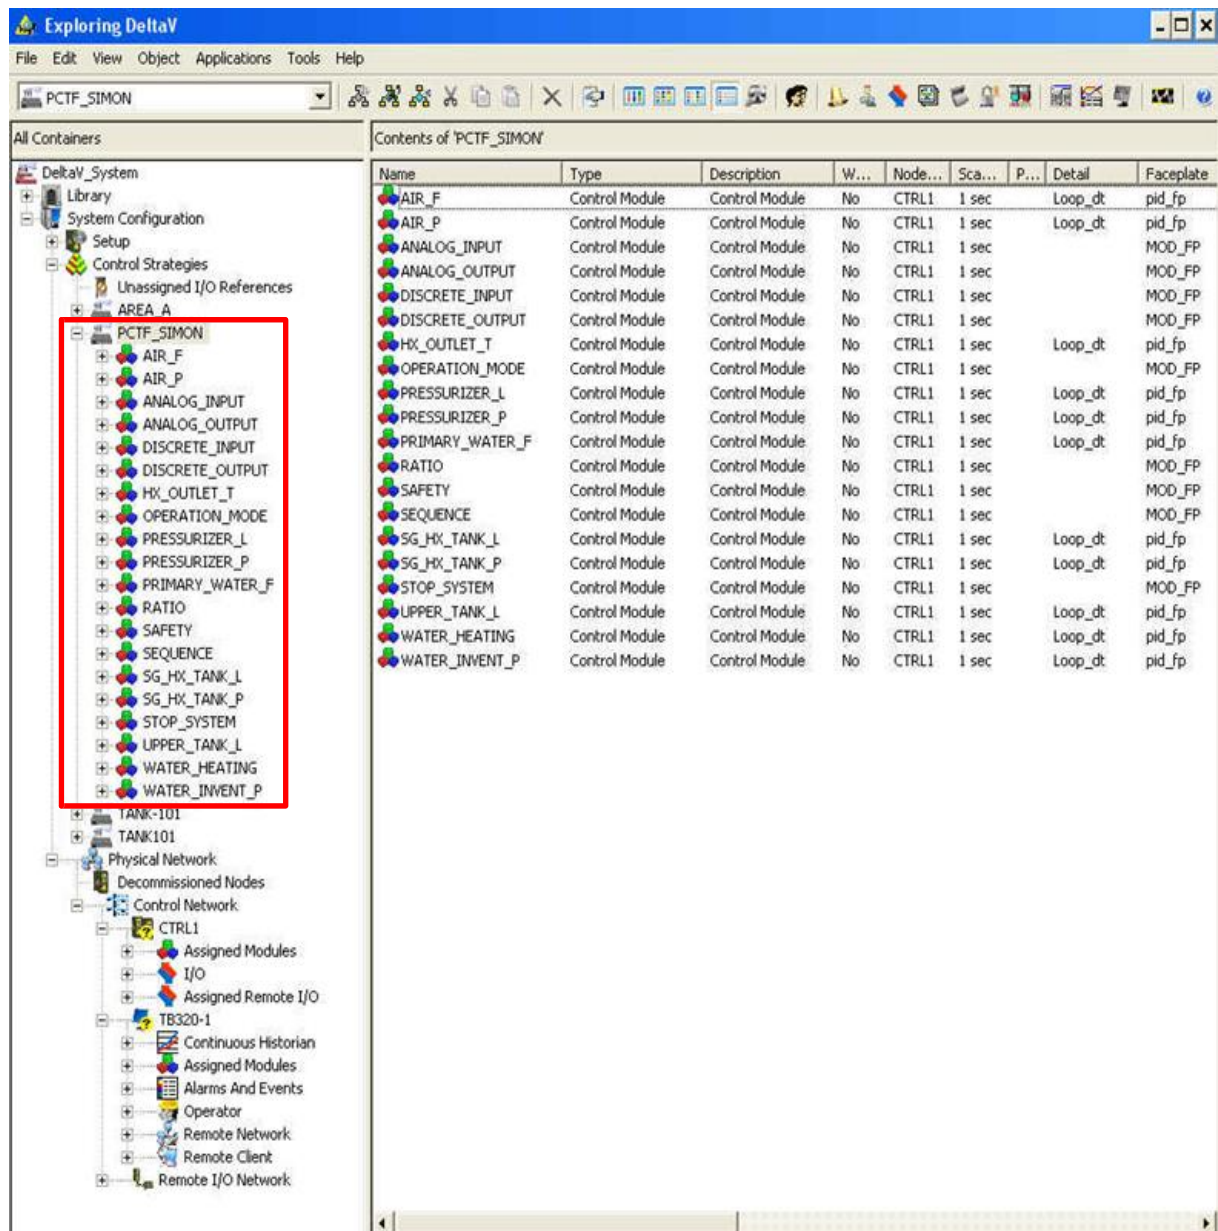 Exploring DeltaV
File Edit View Object Applications Tools Help
PCTF_SIMON
All Containers
Contents of 'PCTF_SIMON'
DeltaV_System
Library
System Configuration
Setup
Control Strategies
Unassigned I/O References
AREA_A
PCTF_SIMON
AIR_F
AIR_P
ANALOG_INPUT
ANALOG_OUTPUT
DISCRETE_INPUT
DISCRETE_OUTPUT
HX_OUTLET_T
OPERATION_MODE
PRESSURIZER_L
PRESSURIZER_P
PRIMARY_WATER_F
RATIO
SAFETY
SEQUENCE
SG_HX_TANK_L
SG_HX_TANK_P
STOP_SYSTEM
UPPER_TANK_L
WATER_HEATING
WATER_INVENT_P
TANK-101
TANK101
Physical Network
Decommissioned Nodes
Control Network
CTRL1
Assigned Modules
I/O
Assigned Remote I/O
TB320-1
Continuous Historian
Assigned Modules
Alarms And Events
Operator
Remote Network
Remote Client
Remote I/O Network
Name Type Description W... Node... Sca... P... Detail Faceplate
AIR_F Control Module Control Module No CTRL1 1 sec Loop_dt pid_fp
AIR_P Control Module Control Module No CTRL1 1 sec Loop_dt pid_fp
ANALOG_INPUT Control Module Control Module No CTRL1 1 sec MOD_FP
ANALOG_OUTPUT Control Module Control Module No CTRL1 1 sec MOD_FP
DISCRETE_INPUT Control Module Control Module No CTRL1 1 sec MOD_FP
DISCRETE_OUTPUT Control Module Control Module No CTRL1 1 sec MOD_FP
HX_OUTLET_T Control Module Control Module No CTRL1 1 sec Loop_dt pid_fp
OPERATION_MODE Control Module Control Module No CTRL1 1 sec MOD_FP
PRESSURIZER_L Control Module Control Module No CTRL1 1 sec Loop_dt pid_fp
PRESSURIZER_P Control Module Control Module No CTRL1 1 sec Loop_dt pid_fp
PRIMARY_WATER_F Control Module Control Module No CTRL1 1 sec Loop_dt pid_fp
RATIO Control Module Control Module No CTRL1 1 sec MOD_FP
SAFETY Control Module Control Module No CTRL1 1 sec MOD_FP
SEQUENCE Control Module Control Module No CTRL1 1 sec MOD_FP
SG_HX_TANK_L Control Module Control Module No CTRL1 1 sec Loop_dt pid_fp
SG_HX_TANK_P Control Module Control Module No CTRL1 1 sec Loop_dt pid_fp
STOP_SYSTEM Control Module Control Module No CTRL1 1 sec MOD_FP
UPPER_TANK_L Control Module Control Module No CTRL1 1 sec Loop_dt pid_fp
WATER_HEATING Control Module Control Module No CTRL1 1 sec Loop_dt pid_fp
WATER_INVENT_P Control Module Control Module No CTRL1 1 sec Loop_dt pid_fp